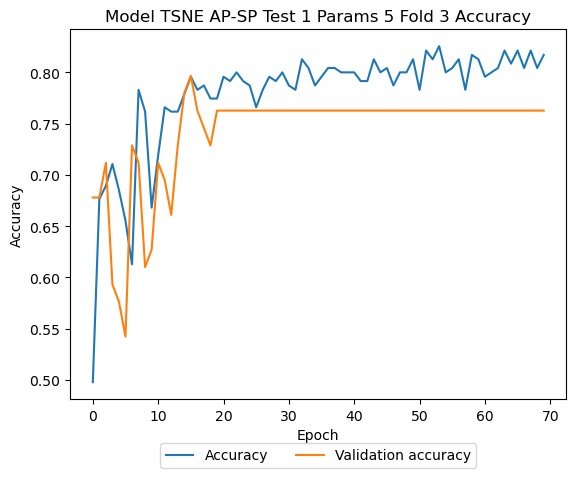 Model TSNE AP-SP Test 1 Params 5 Fold 3 Accuracy
Accuracy
0.80
0.75
0.70
0.65
0.60
0.55
0.50
0 10 20 30 40 50 60 70
Epoch
Accuracy Validation accuracy